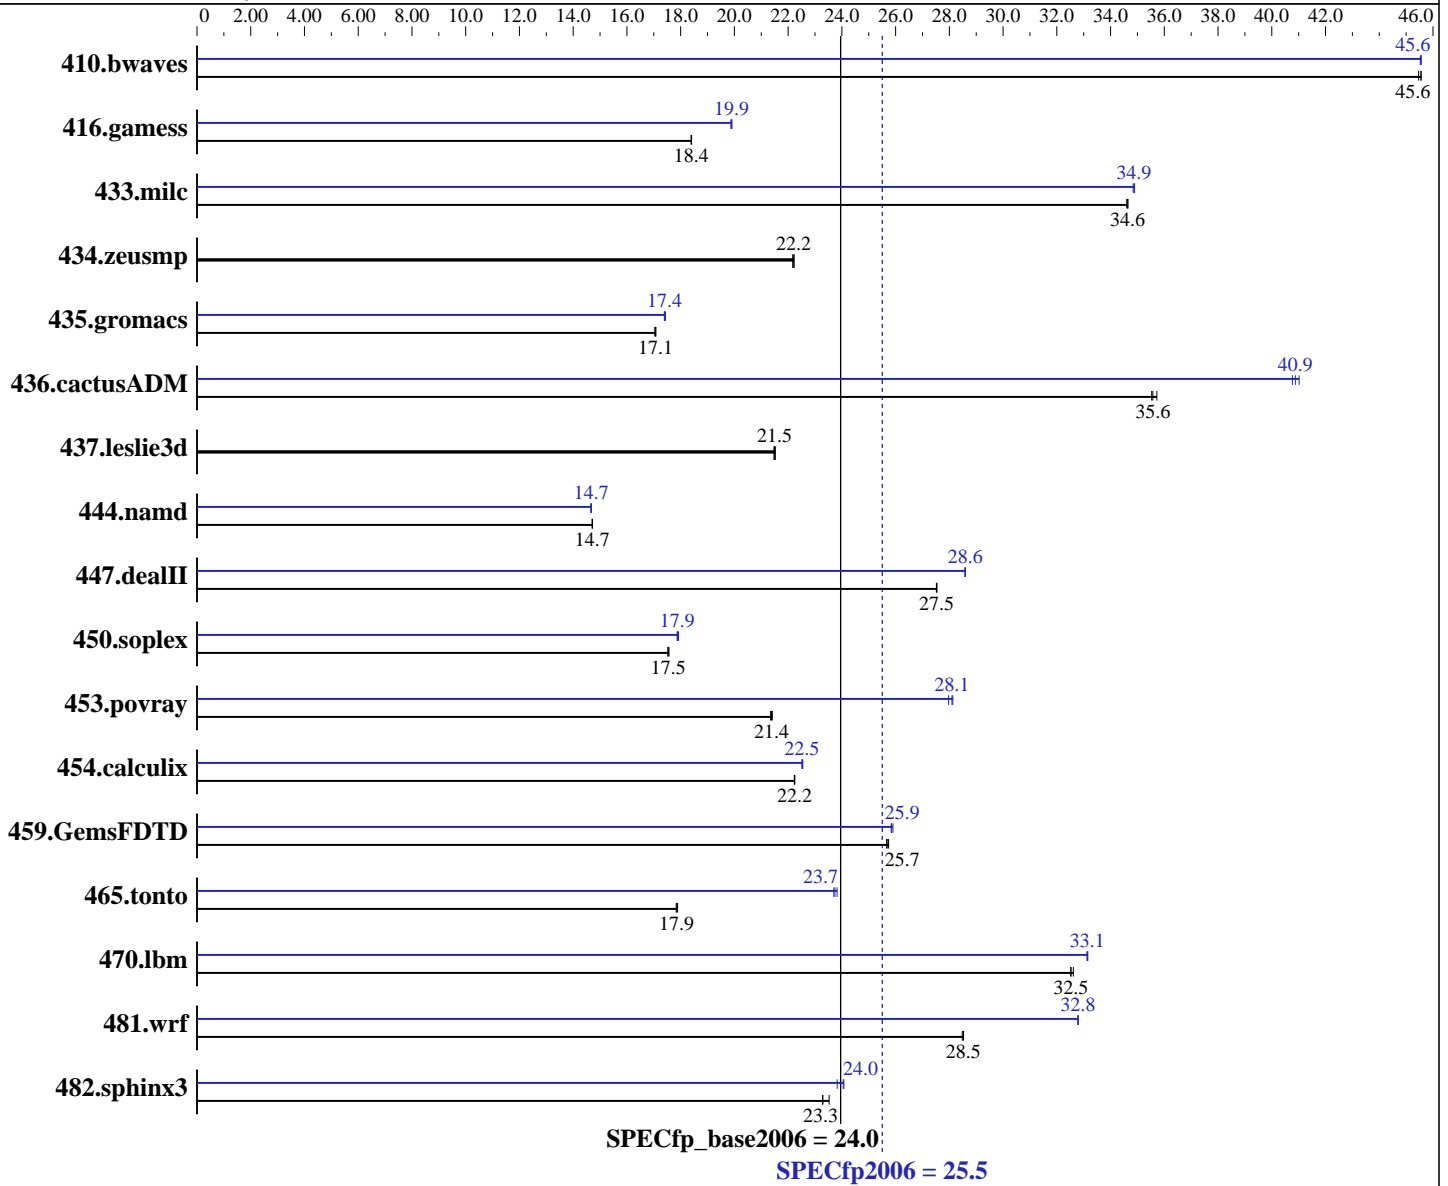 0 2.00 4.00 6.00 8.00 10.0 12.0 14.0 16.0 18.0 20.0 22.0 24.0 26.0 28.0 30.0 32.0 34.0 36.0 38.0 40.0 42.0 46.0
45.6
410.bwaves
45.6
19.9
416.gamess
18.4
34.9
433.milc
34.6
22.2
434.zeusmp
17.4
435.gromacs
17.1
40.9
436.cactusADM
35.6
21.5
437.leslie3d
14.7
444.namd
14.7
28.6
447.dealII
27.5
17.9
450.soplex
17.5
28.1
453.povray
21.4
22.5
454.calculix
22.2
25.9
459.GemsFDTD
25.7
23.7
465.tonto
17.9
33.1
470.lbm
32.5
32.8
481.wrf
28.5
24.0
482.sphinx3
23.3
SPECfp_base2006 = 24.0
SPECfp2006 = 25.5